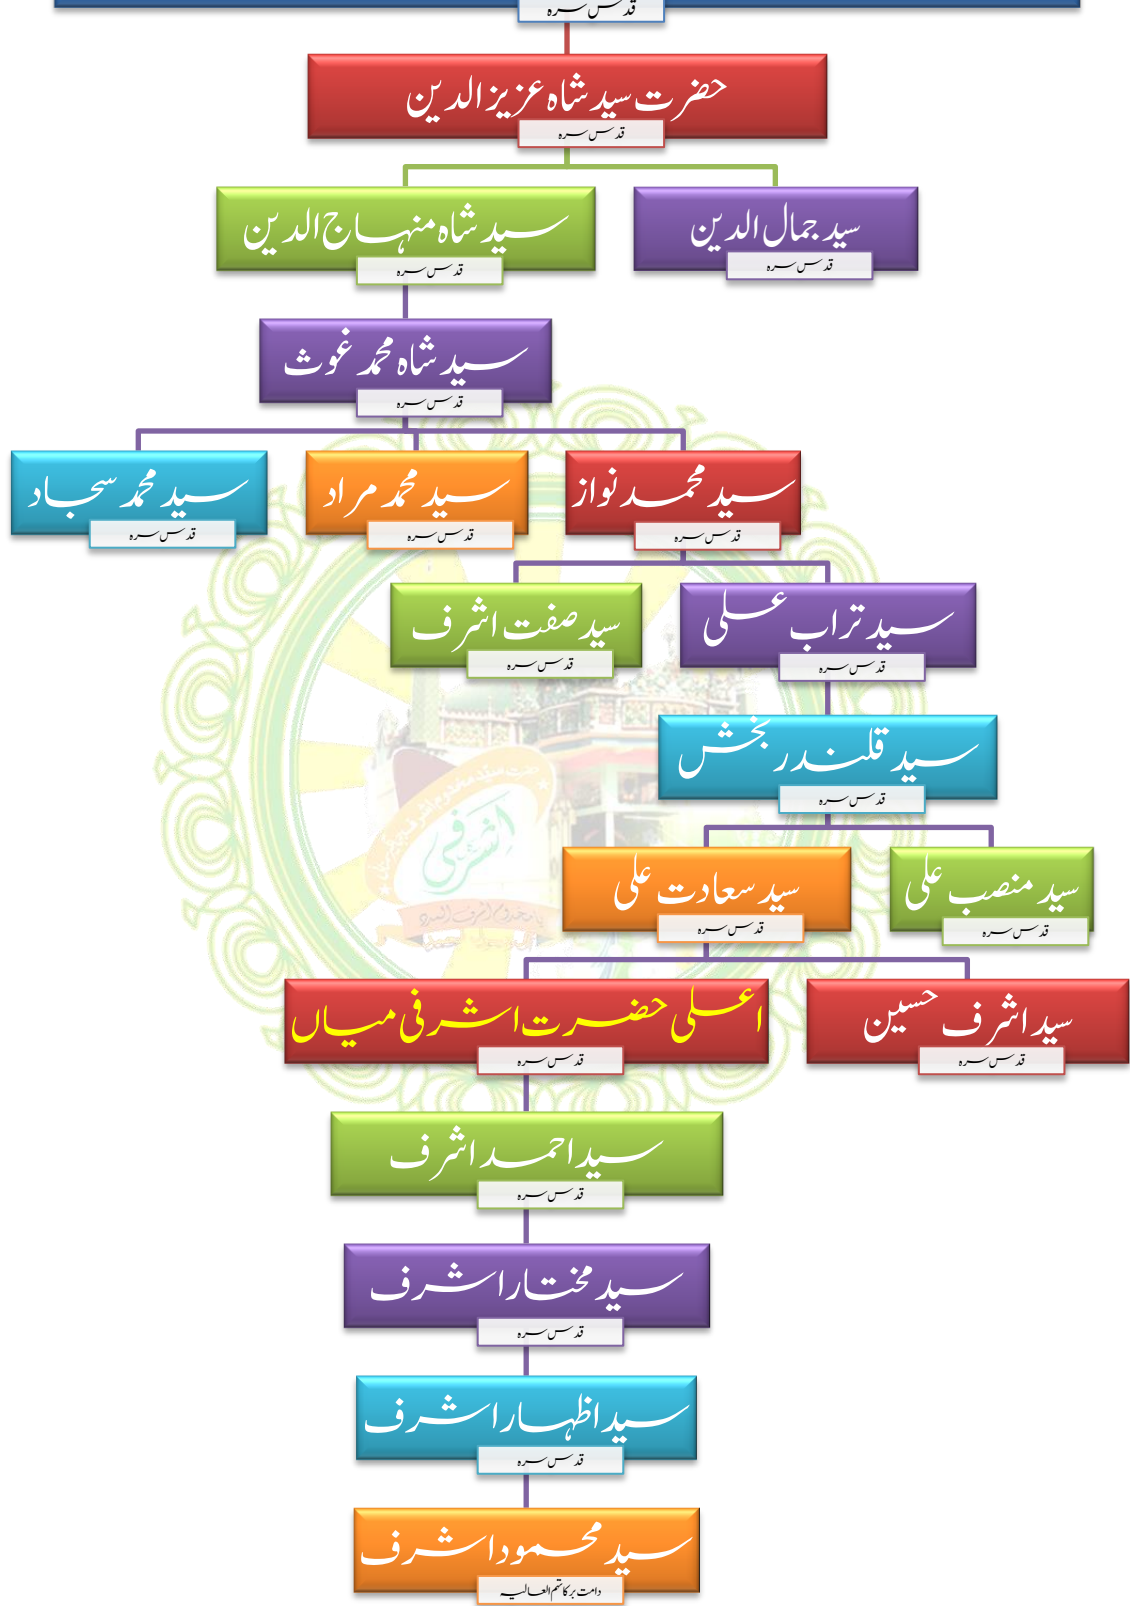 قدس سرہ
حضرت سید شاہ عزیز الدین
قدس سرہ
سید جمال الدین
قدس سرہ
سید شاہ منہاج الدین
قدس سرہ
سید شاہ محمد غوث
قدس سرہ
سید محمد نواز
قدس سرہ
سید محمد مراد
قدس سرہ
سید محمد سجاد
قدس سرہ
سید تراب علی
قدس سرہ
سید صفت اشرف
قدس سرہ
سید قلندر بخش
قدس سرہ
سید منصب علی
قدس سرہ
سید سعادت علی
قدس سرہ
سید اشرف حسین
قدس سرہ
اعلی حضرت اشرفی میاں
قدس سرہ
سید احمد اشرف
قدس سرہ
سید مختار اشرف
قدس سرہ
سید اظہار اشرف
قدس سرہ
سید محمود اشرف
دامت برکاتہم العالیہ
اشرفی